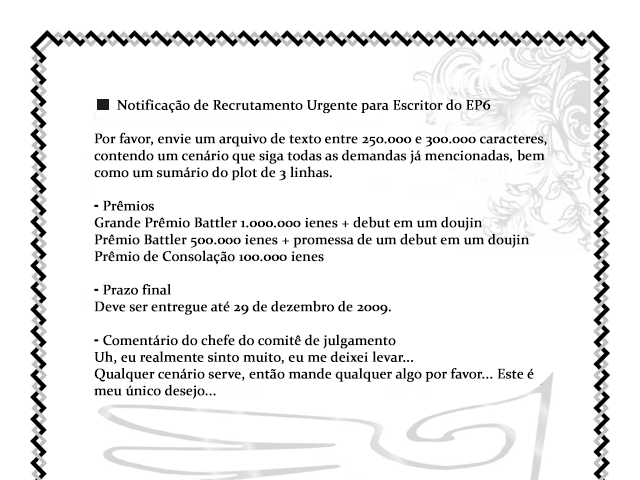 ■ Notificação de Recrutamento Urgente para Escritor do EP6
Por favor, envie um arquivo de texto entre 250.000 e 300.000 caracteres,
contendo um cenário que siga todas as demandas já mencionadas, bem
como um sumário do plot de 3 linhas.
- Prêmios
Grande Prêmio Battler 1.000.000 ienes + debut em um doujin
Prêmio Battler 500.000 ienes + promessa de um debut em um doujin
Prêmio de Consolação 100.000 ienes
- Prazo final
Deve ser entregue até 29 de dezembro de 2009.
- Comentário do chefe do comitê de julgamento
Uh, eu realmente sinto muito, eu me deixei levar...
Qualquer cenário serve, então mande qualquer algo por favor... Este é
meu único desejo...